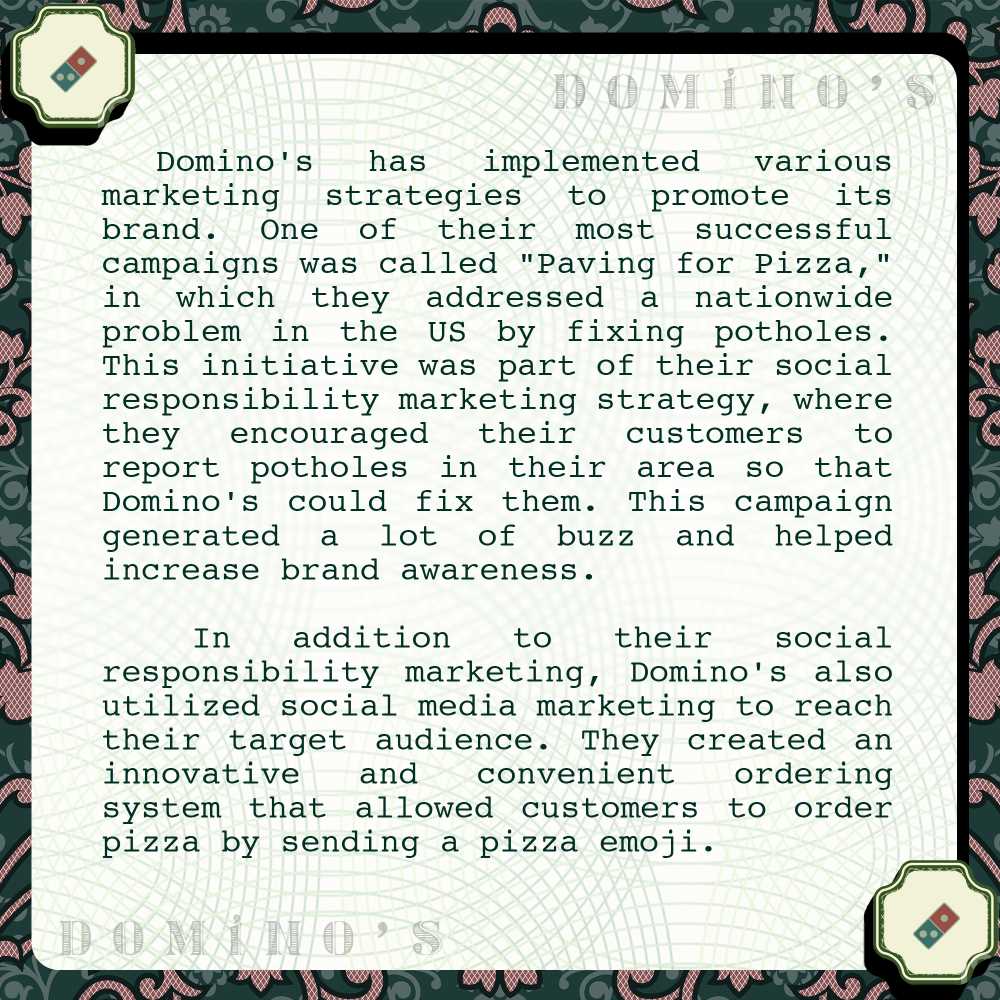 DOMiNO'S
Domino's has implemented various
marketing strategies to promote its
brand. One of their most successful
campaigns was called "Paving for Pizza,"
in which they addressed a nationwide
problem in the US by fixing potholes.
This initiative was part of their social
responsibility marketing strategy, where
they encouraged their customers to
report potholes in their area so that
Domino's could fix them. This campaign
generated a lot of buzz and helped
increase brand awareness.
In addition to their social
responsibility marketing, Domino's also
utilized social media marketing to reach
their target audience. They created an
innovative and convenient ordering
system that allowed customers to order
pizza by sending a pizza emoji.
DOMiNO'S